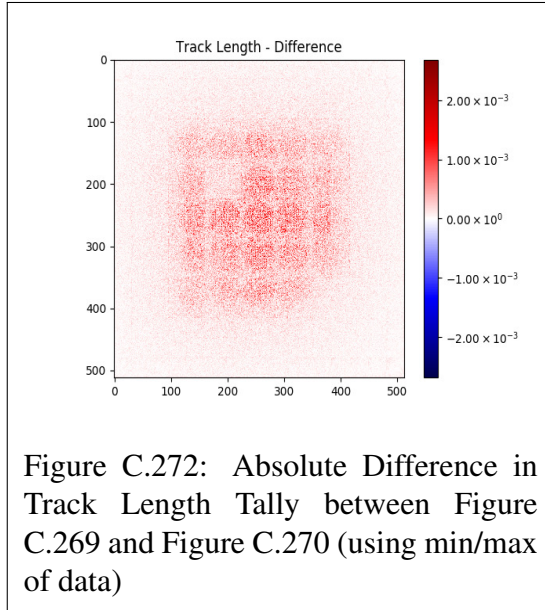 Track Length - Difference
0
100
200
300
400
500
0 100 200 300 400 500
2.00 × 10⁻³
1.00 × 10⁻³
0.00 × 10⁰
−1.00 × 10⁻³
−2.00 × 10⁻³
Figure C.272: Absolute Difference in
Track Length Tally between Figure
C.269 and Figure C.270 (using min/max
of data)